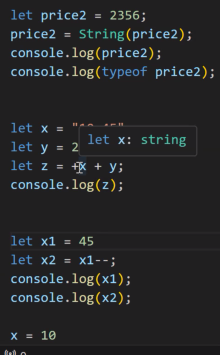 let price2 = 2356;
price2 = String(price2);
console.log(price2);
console.log(typeof price2);
let x =
let x: string
let y = 2
let z = +x + y;
console.log(z);
let x1 = 45
let x2 = x1--;
console.log(x1);
console.log(x2);
x = 10